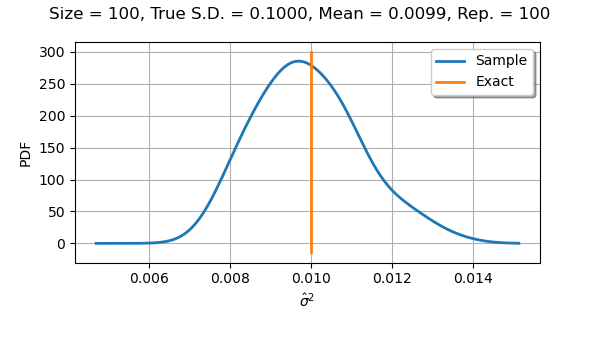 Size = 100, True S.D. = 0.1000, Mean = 0.0099, Rep. = 100
300
250
200
150
100
50
0
PDF
Sample
Exact
0.006 0.008 0.010 0.012 0.014
σ̂²